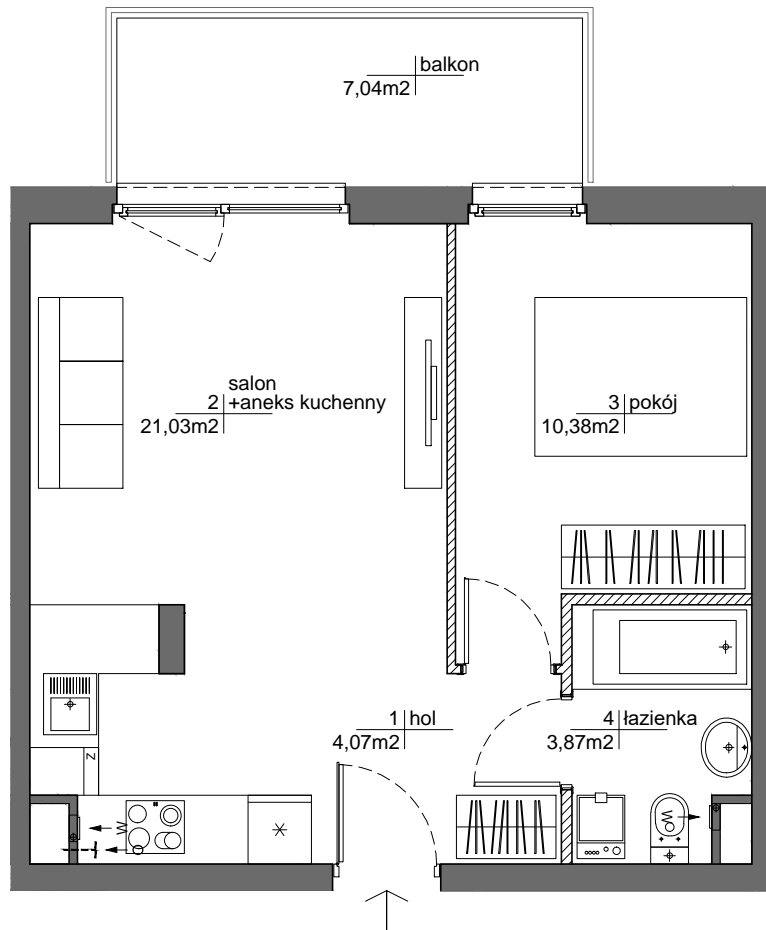 balkon
7,04m2
salon
2 +aneks kuchenny
21,03m2
3 pokój
10,38m2
1 hol
4,07m2
4 łazienka
3,87m2
Z
W
W